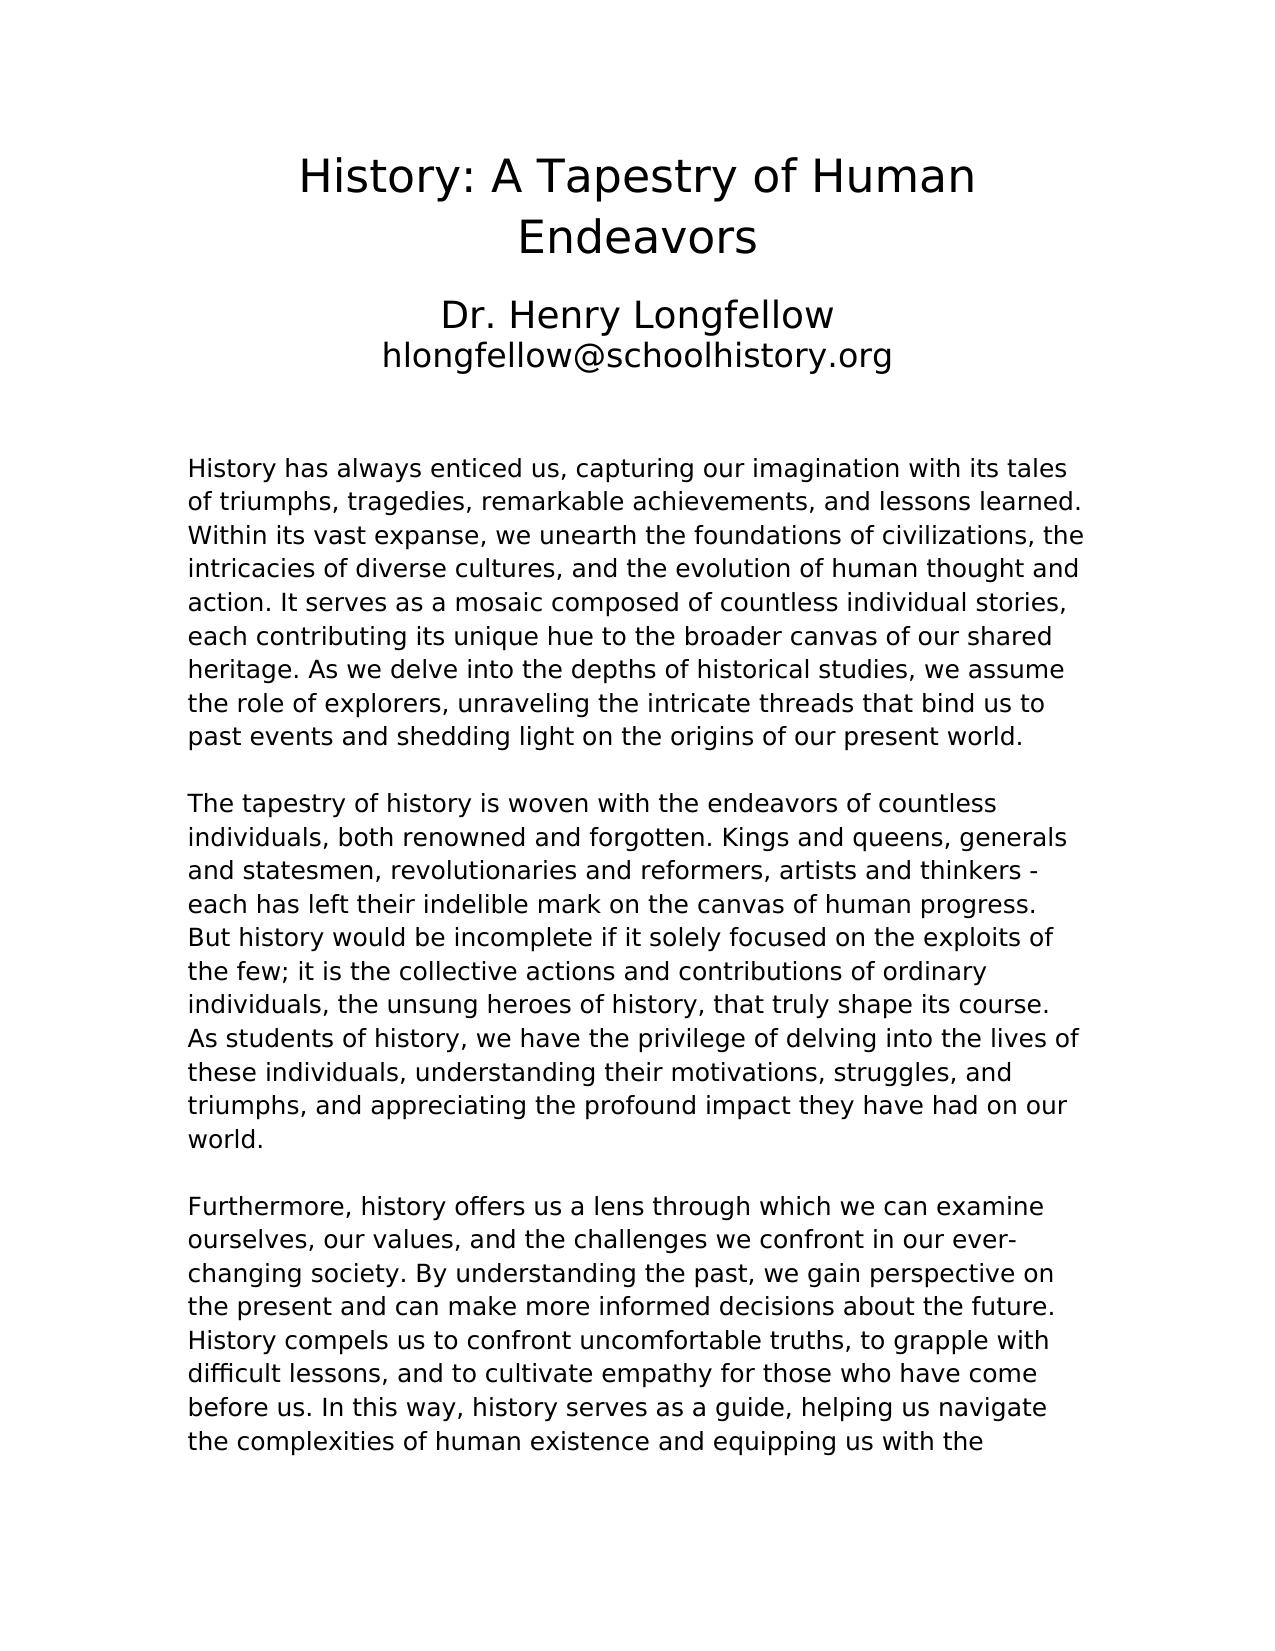 History: A Tapestry of Human
Endeavors
Dr. Henry Longfellow
hlongfellow@schoolhistory.org
History has always enticed us, capturing our imagination with its tales
of triumphs, tragedies, remarkable achievements, and lessons learned.
Within its vast expanse, we unearth the foundations of civilizations, the
intricacies of diverse cultures, and the evolution of human thought and
action. It serves as a mosaic composed of countless individual stories,
each contributing its unique hue to the broader canvas of our shared
heritage. As we delve into the depths of historical studies, we assume
the role of explorers, unraveling the intricate threads that bind us to
past events and shedding light on the origins of our present world.
The tapestry of history is woven with the endeavors of countless
individuals, both renowned and forgotten. Kings and queens, generals
and statesmen, revolutionaries and reformers, artists and thinkers -
each has left their indelible mark on the canvas of human progress.
But history would be incomplete if it solely focused on the exploits of
the few; it is the collective actions and contributions of ordinary
individuals, the unsung heroes of history, that truly shape its course.
As students of history, we have the privilege of delving into the lives of
these individuals, understanding their motivations, struggles, and
triumphs, and appreciating the profound impact they have had on our
world.
Furthermore, history offers us a lens through which we can examine
ourselves, our values, and the challenges we confront in our ever-
changing society. By understanding the past, we gain perspective on
the present and can make more informed decisions about the future.
History compels us to confront uncomfortable truths, to grapple with
difficult lessons, and to cultivate empathy for those who have come
before us. In this way, history serves as a guide, helping us navigate
the complexities of human existence and equipping us with the